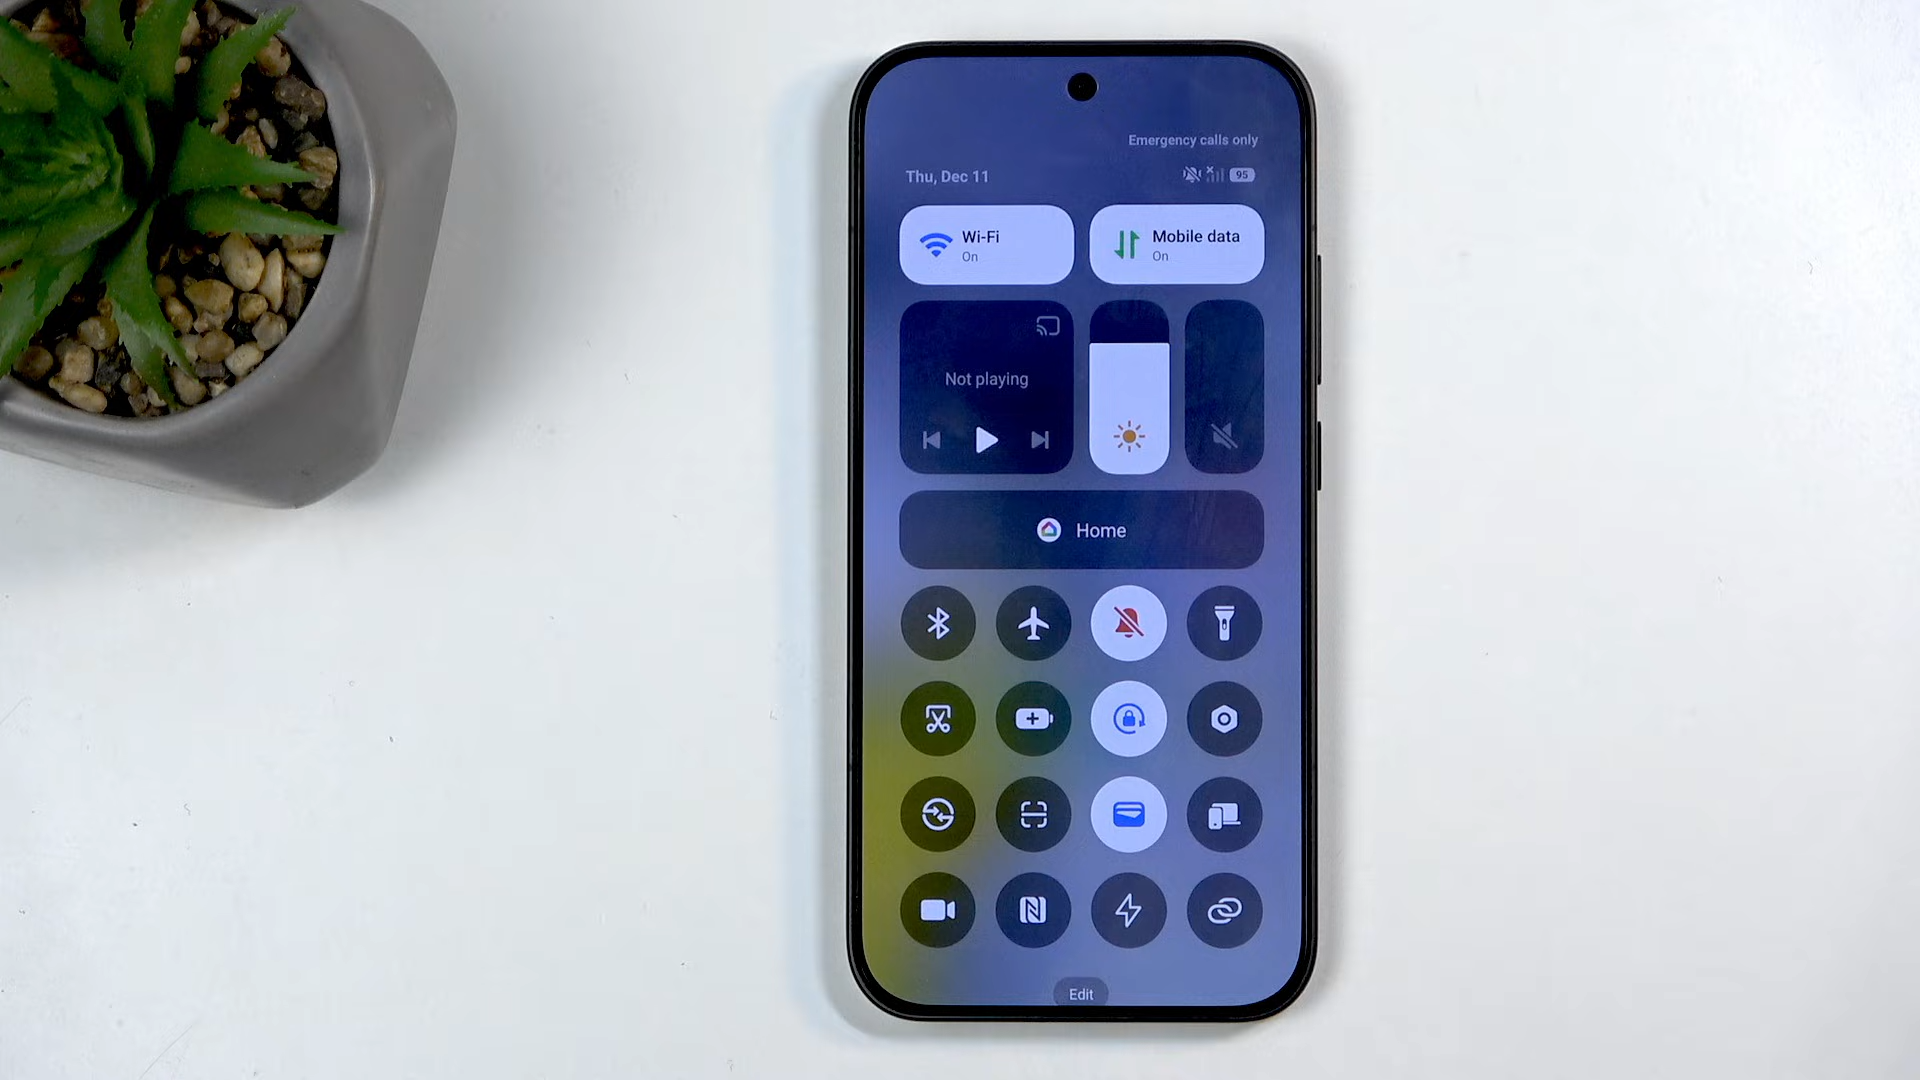 Emergency calls only
Thu, Dec 11
95
Wi-Fi
On
Mobile data
On
Not playing
Home
Edit